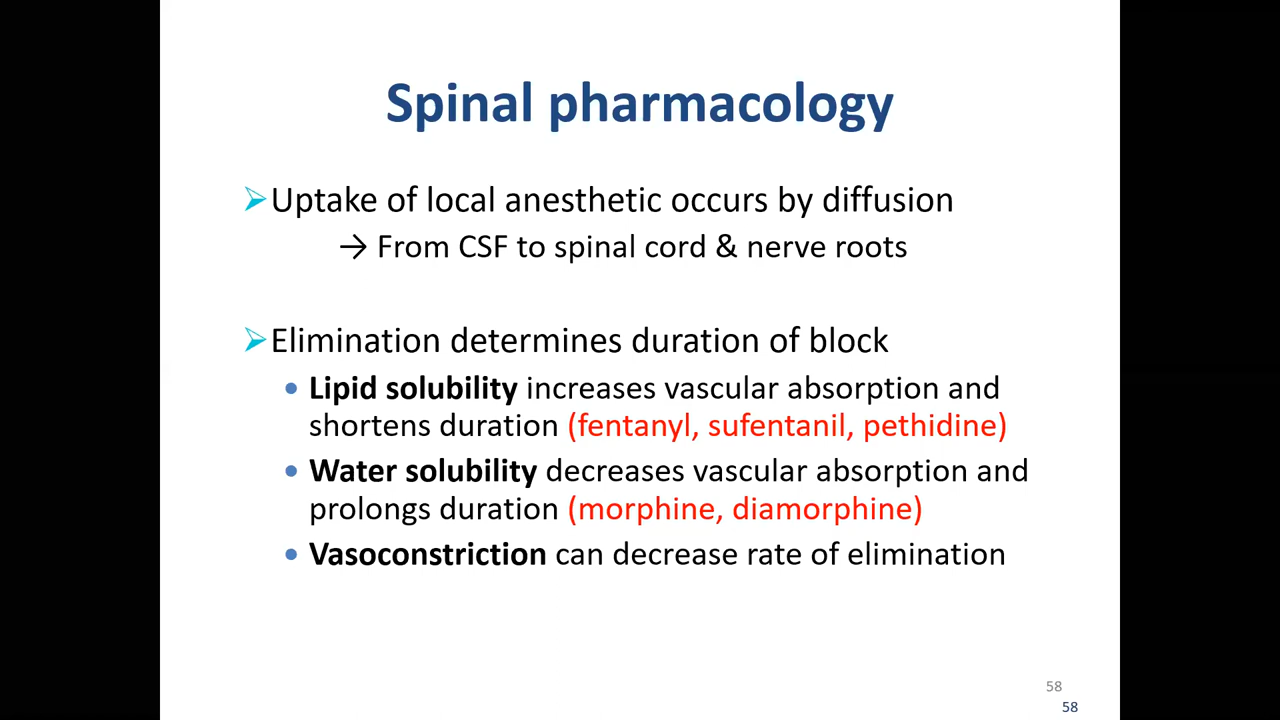 Spinal pharmacology
➢Uptake of local anesthetic occurs by diffusion
→ From CSF to spinal cord & nerve roots
➢Elimination determines duration of block
• Lipid solubility increases vascular absorption and
shortens duration (fentanyl, sufentanil, pethidine)
• Water solubility decreases vascular absorption and
prolongs duration (morphine, diamorphine)
• Vasoconstriction can decrease rate of elimination
58
58